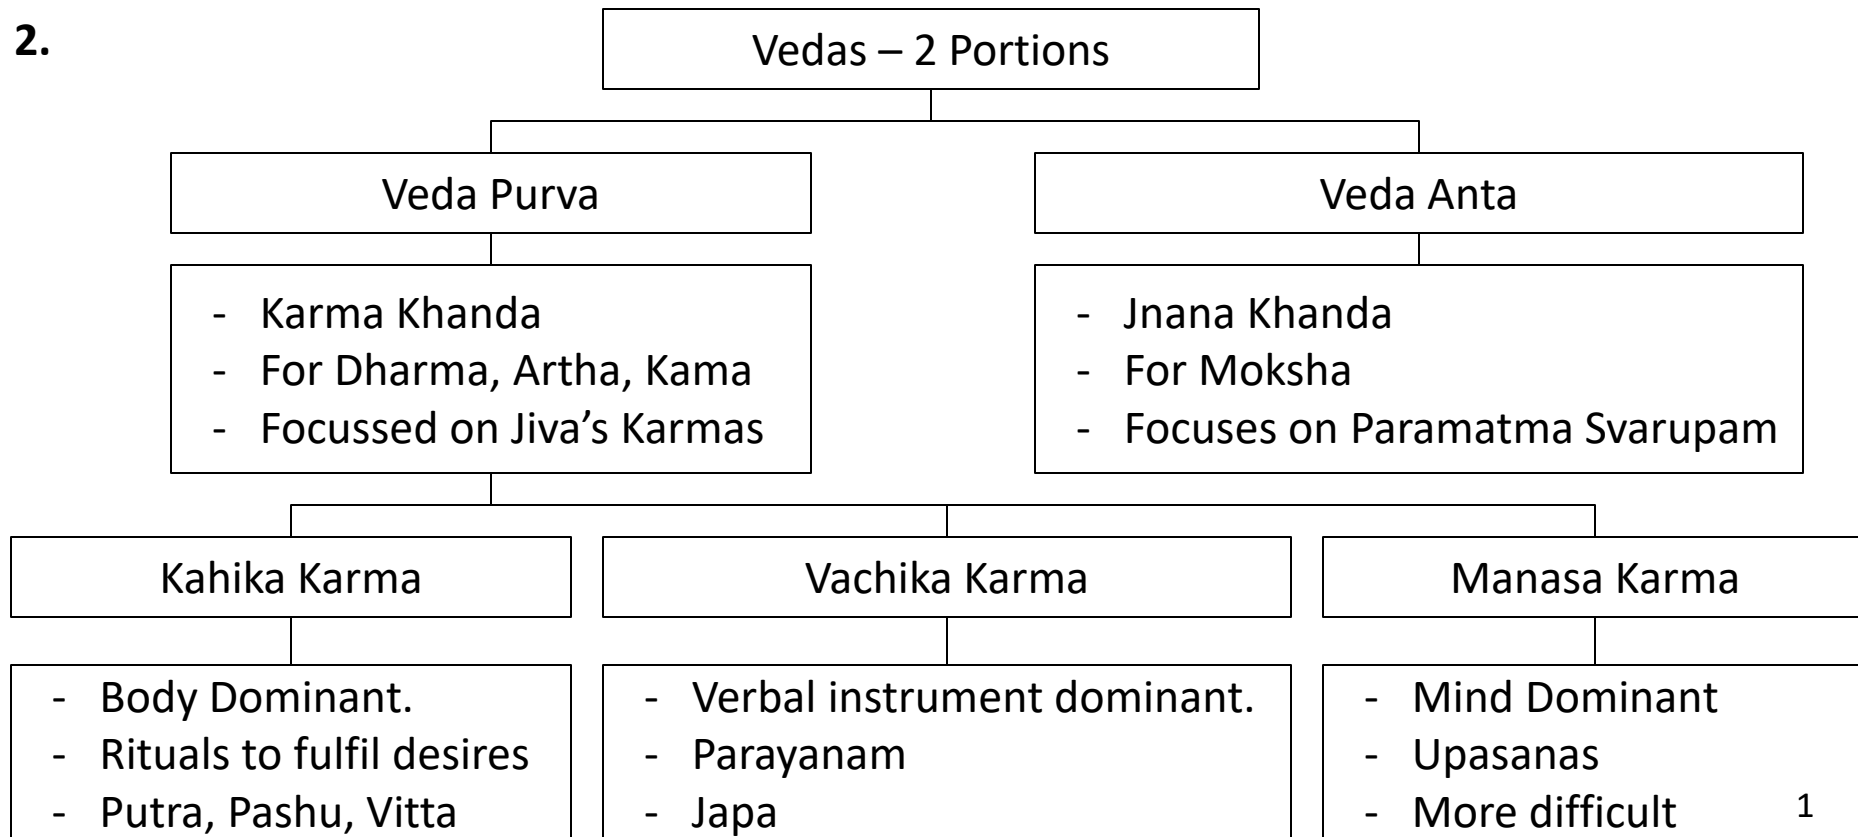 2.
Vedas – 2 Portions
Veda Purva
Veda Anta
- Karma Khanda
- For Dharma, Artha, Kama
- Focussed on Jiva’s Karmas
- Jnana Khanda
- For Moksha
- Focuses on Paramatma Svarupam
Kahika Karma
Vachika Karma
Manasa Karma
- Body Dominant.
- Rituals to fulfil desires
- Putra, Pashu, Vitta
- Verbal instrument dominant.
- Parayanam
- Japa
- Mind Dominant
- Upasanas
- More difficult
1